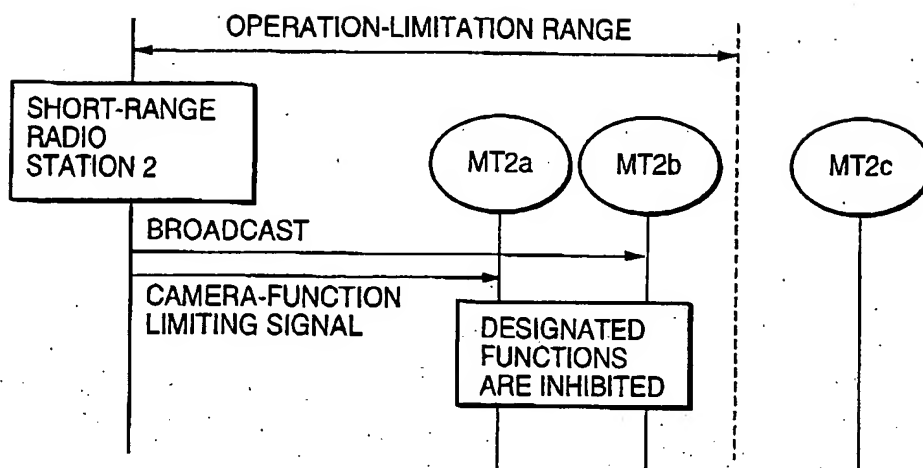 OPERATION-LIMITATION RANGE
SHORT-RANGE
RADIO
STATION 2
MT2a
MT2b
MT2c
BROADCAST
CAMERA-FUNCTION
LIMITING SIGNAL
DESIGNATED
FUNCTIONS
ARE INHIBITED